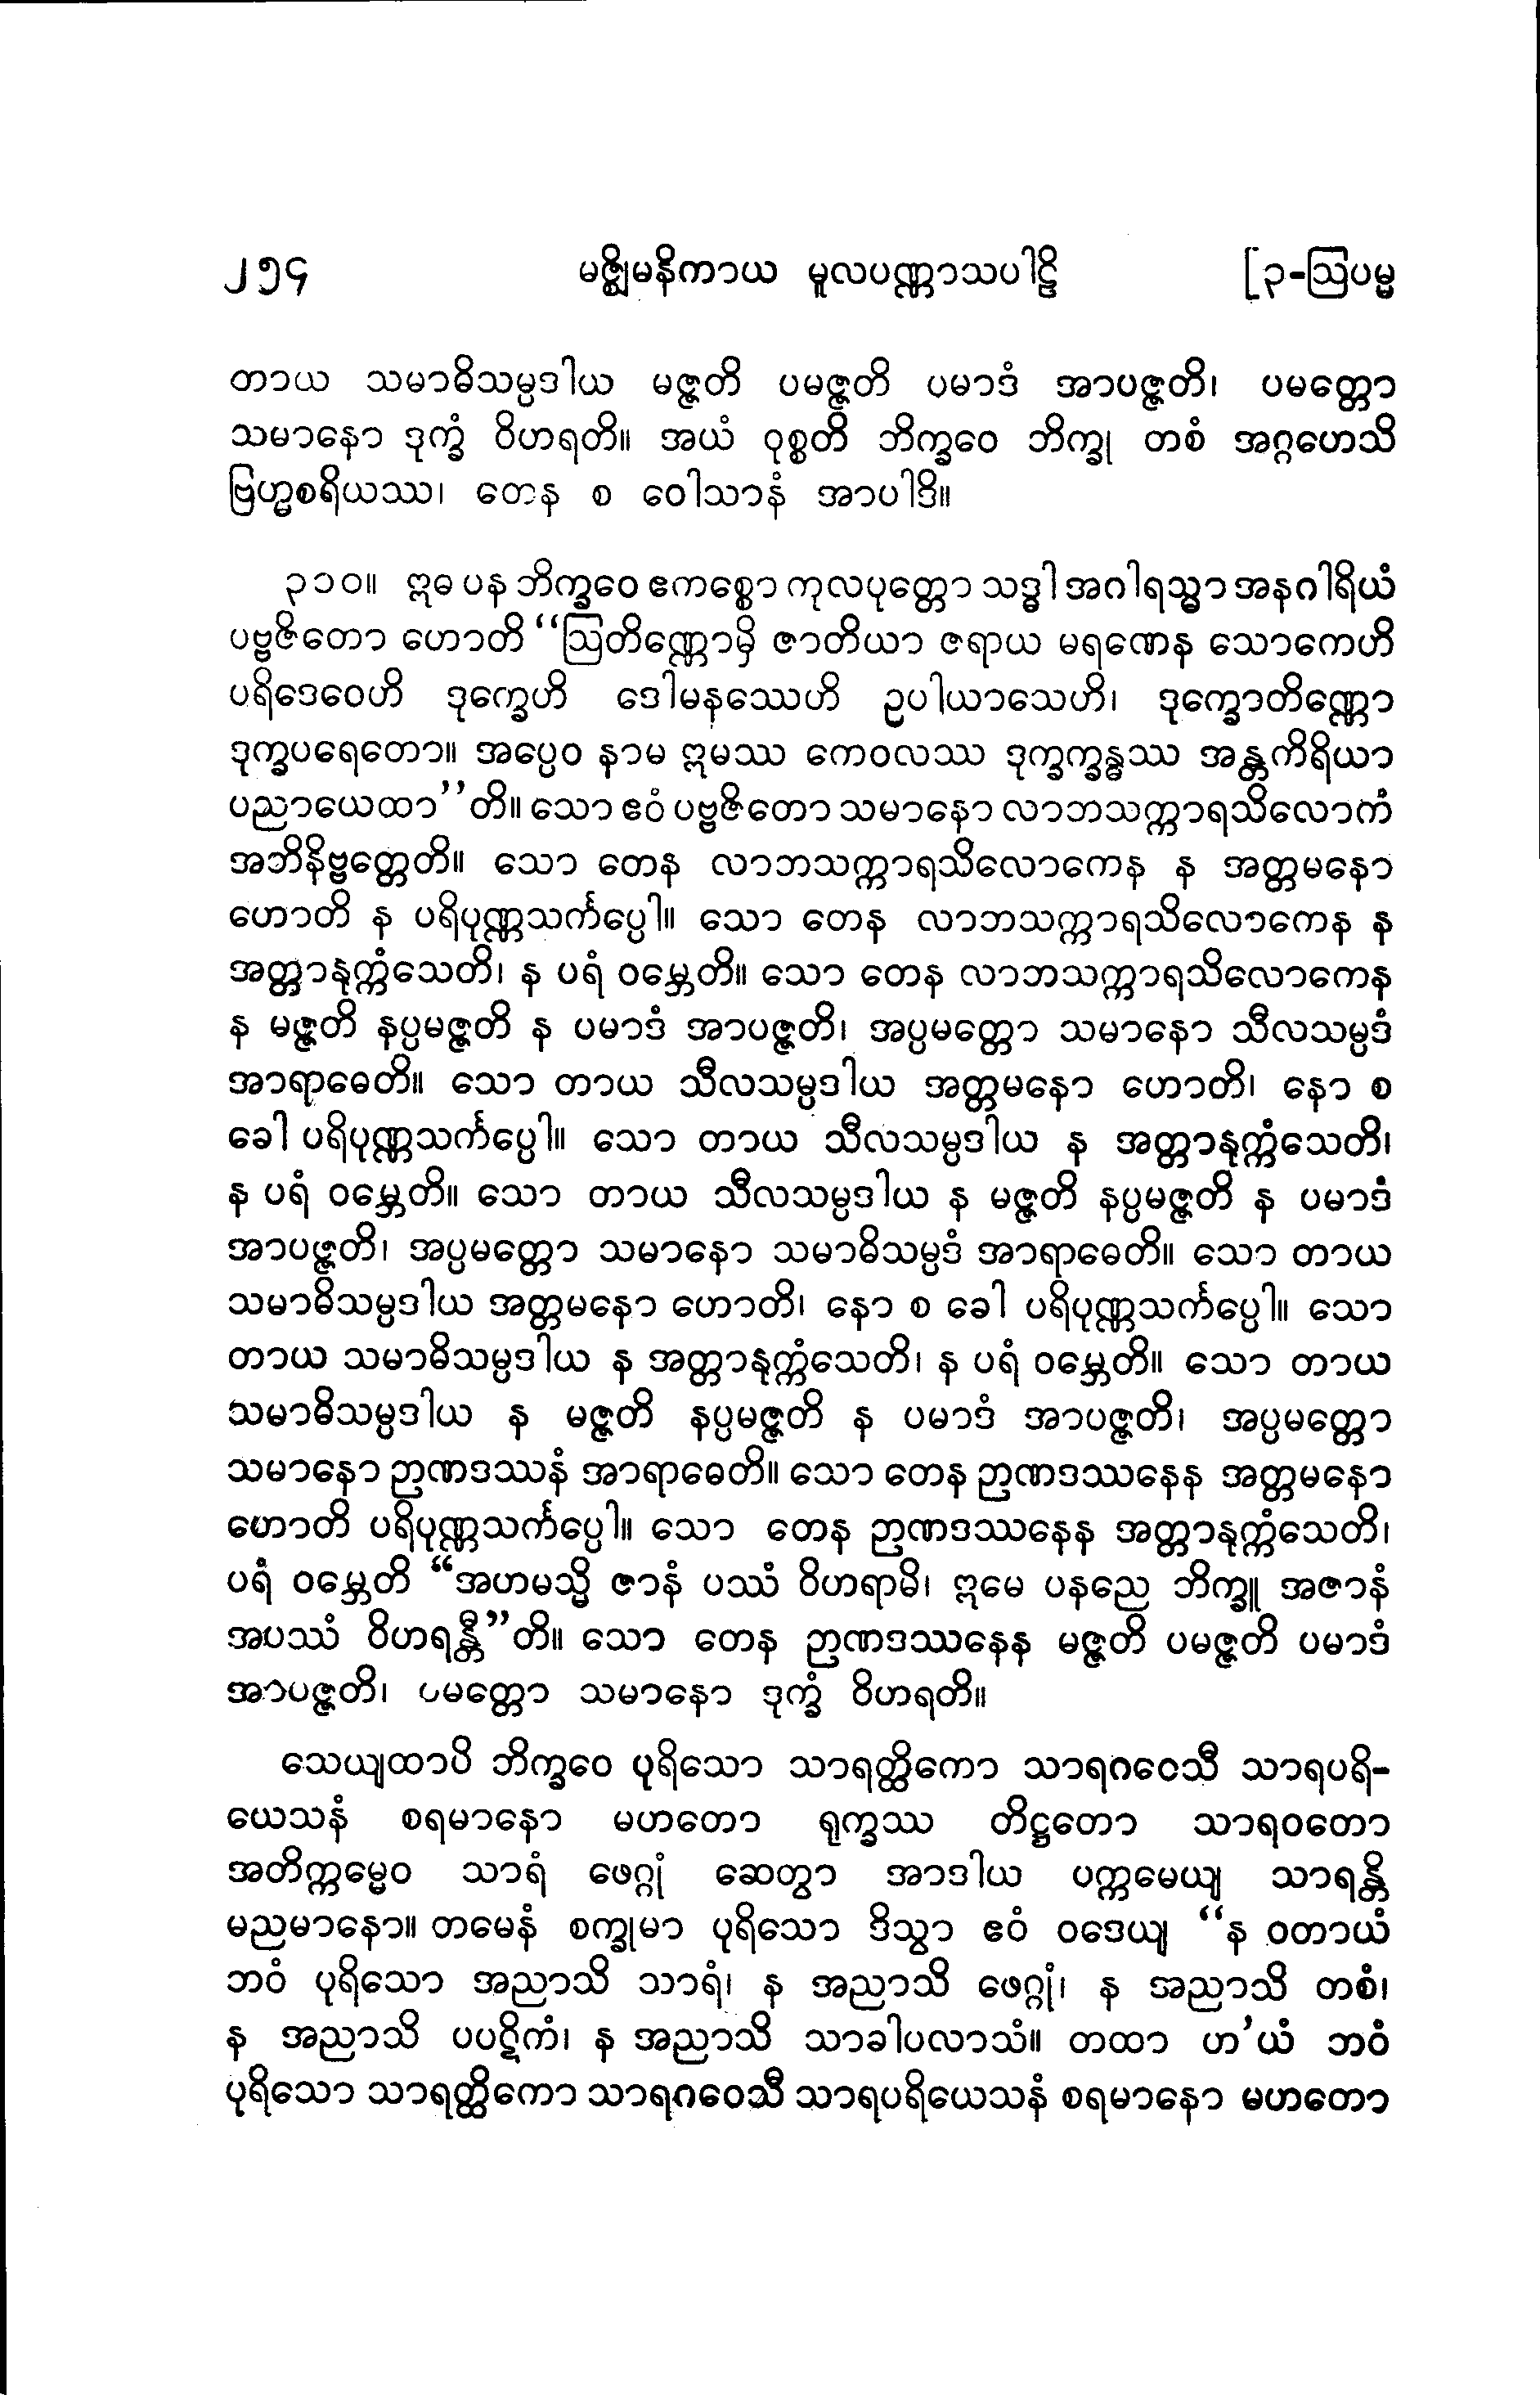 ၂၅၄ မဇ္ဈိမနိကာယ မူလပဏ္ဏာသပါဠိ [၃-ဩပမ္မ
တာယ သမာဓိသမ္ပဒါယ မဇ္ဇတိ ပမဇ္ဇတိ ပမာဒံ အာပဇ္ဇတိ၊ ပမတ္တော
သမာနော ဒုက္ခံ ဝိဟရတိ။ အယံ ဝုစ္စတိ ဘိက္ခဝေ ဘိက္ခု တစံ အဂ္ဂဟေသိ
ဗြဟ္မစရိယဿ၊ တေန စ ဝေါသာနံ အာပါဒိ။
၃၁၀။ ဣဓ ပန ဘိက္ခဝေ ဧကစ္စော ကုလပုတ္တော သဒ္ဓါ အဂါရသ္မာ အနဂါရိယံ
ပဗ္ဗဇိတော ဟောတိ “ဩတိဏ္ဏောမှိ ဇာတိယာ ဇရာယ မရဏေန သောကေဟိ
ပရိဒေဝေဟိ ဒုက္ခေဟိ ဒေါမနဿေဟိ ဥပါယာသေဟိ၊ ဒုက္ခောတိဏ္ဏော
ဒုက္ခပရေတော။ အပ္ပေဝ နာမ ဣမဿ ကေဝလဿ ဒုက္ခက္ခန္ဓဿ အန္တကိရိယာ
ပညာယေထာ”တိ။ သော ဧဝံ ပဗ္ဗဇိတော သမာနော လာဘသက္ကာရသိလောကံ
အဘိနိဗ္ဗတ္တေတိ။ သော တေန လာဘသက္ကာရသိလောကေန န အတ္တမနော
ဟောတိ န ပရိပုဏ္ဏသင်္ကပ္ပေါ။ သော တေန လာဘသက္ကာရသိလောကေန န
အတ္တာနုက္ကံသေတိ၊ န ပရံ ဝမ္ဘေတိ။ သော တေန လာဘသက္ကာရသိလောကေန
န မဇ္ဇတိ နပ္ပမဇ္ဇတိ န ပမာဒံ အာပဇ္ဇတိ၊ အပ္ပမတ္တော သမာနော သီလသမ္ပဒံ
အာရာဓေတိ။ သော တာယ သီလသမ္ပဒါယ အတ္တမနော ဟောတိ၊ နော စ
ခေါ ပရိပုဏ္ဏသင်္ကပ္ပေါ။ သော တာယ သီလသမ္ပဒါယ န အတ္တာနုက္ကံသေတိ၊
န ပရံ ဝမ္ဘေတိ။ သော တာယ သီလသမ္ပဒါယ န မဇ္ဇတိ နပ္ပမဇ္ဇတိ န ပမာဒံ
အာပဇ္ဇတိ၊ အပ္ပမတ္တော သမာနော သမာဓိသမ္ပဒံ အာရာဓေတိ။ သော တာယ
သမာဓိသမ္ပဒါယ အတ္တမနော ဟောတိ၊ နော စ ခေါ ပရိပုဏ္ဏသင်္ကပ္ပေါ။ သော
တာယ သမာဓိသမ္ပဒါယ န အတ္တာနုက္ကံသေတိ၊ န ပရံ ဝမ္ဘေတိ။ သော တာယ
သမာဓိသမ္ပဒါယ န မဇ္ဇတိ နပ္ပမဇ္ဇတိ န ပမာဒံ အာပဇ္ဇတိ၊ အပ္ပမတ္တော
သမာနော ဉာဏဒဿနံ အာရာဓေတိ။ သော တေန ဉာဏဒဿနေန အတ္တမနော
ဟောတိ ပရိပုဏ္ဏသင်္ကပ္ပေါ။ သော တေန ဉာဏဒဿနေန အတ္တာနုက္ကံသေတိ၊
ပရံ ဝမ္ဘေတိ “အဟမသ္မိ ဇာနံ ပဿံ ဝိဟရာမိ၊ ဣမေ ပနညေ ဘိက္ခူ အဇာနံ
အပဿံ ဝိဟရန္တီ”တိ။ သော တေန ဉာဏဒဿနေန မဇ္ဇတိ ပမဇ္ဇတိ ပမာဒံ
အာပဇ္ဇတိ၊ ပမတ္တော သမာနော ဒုက္ခံ ဝိဟရတိ။
သေယျထာပိ ဘိက္ခဝေ ပုရိသော သာရတ္ထိကော သာရဂဝေသီ သာရပရိ-
ယေသနံ စရမာနော မဟတော ရုက္ခဿ တိဋ္ဌတော သာရဝတော
အတိက္ကမ္မေဝ သာရံ ဖေဂ္ဂုံ ဆေတွာ အာဒါယ ပက္ကမေယျ သာရန္တိ
မညမာနော။ တမေနံ စက္ခုမာ ပုရိသော ဒိသွာ ဧဝံ ဝဒေယျ “န ဝတာယံ
ဘဝံ ပုရိသော အညာသိ သာရံ၊ န အညာသိ ဖေဂ္ဂုံ၊ န အညာသိ တစံ၊
န အညာသိ ပပဋိကံ၊ န အညာသိ သာခါပလာသံ။ တထာ ဟ'ယံ ဘဝံ
ပုရိသော သာရတ္ထိကော သာရဂဝေသီ သာရပရိယေသနံ စရမာနော မဟတော